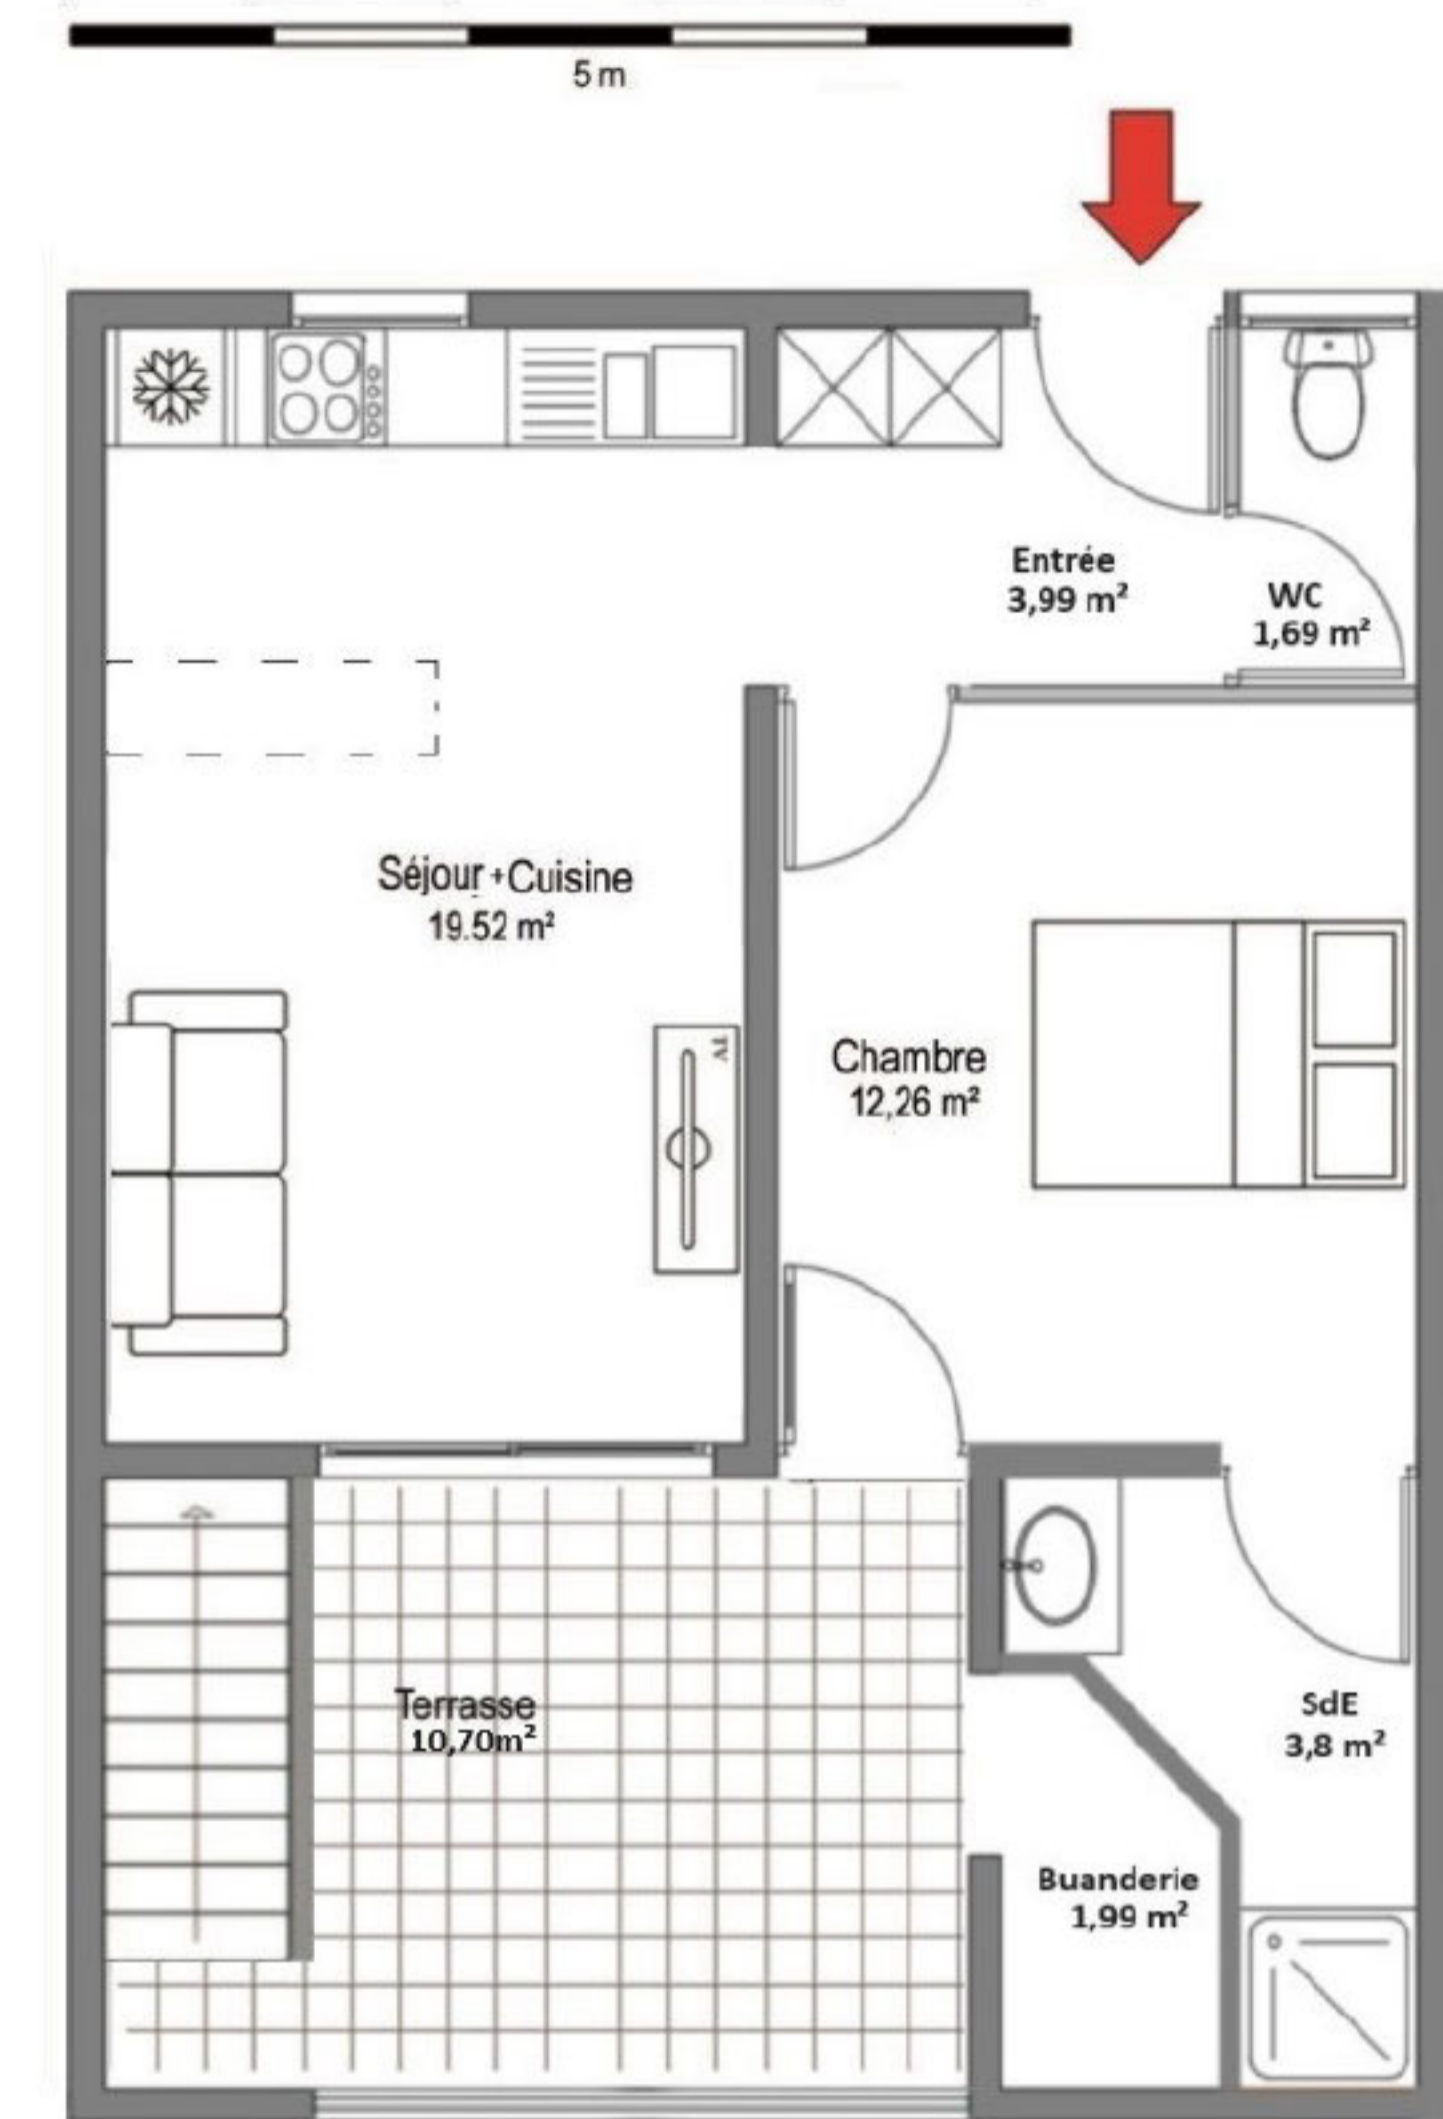 5 m
Entrée
3,99 m²
WC
1,69 m²
Séjour +Cuisine
19.52 m²
TV
Chambre
12,26 m²
Terrasse
10,70m²
SdE
3,8 m²
Buanderie
1,99 m²